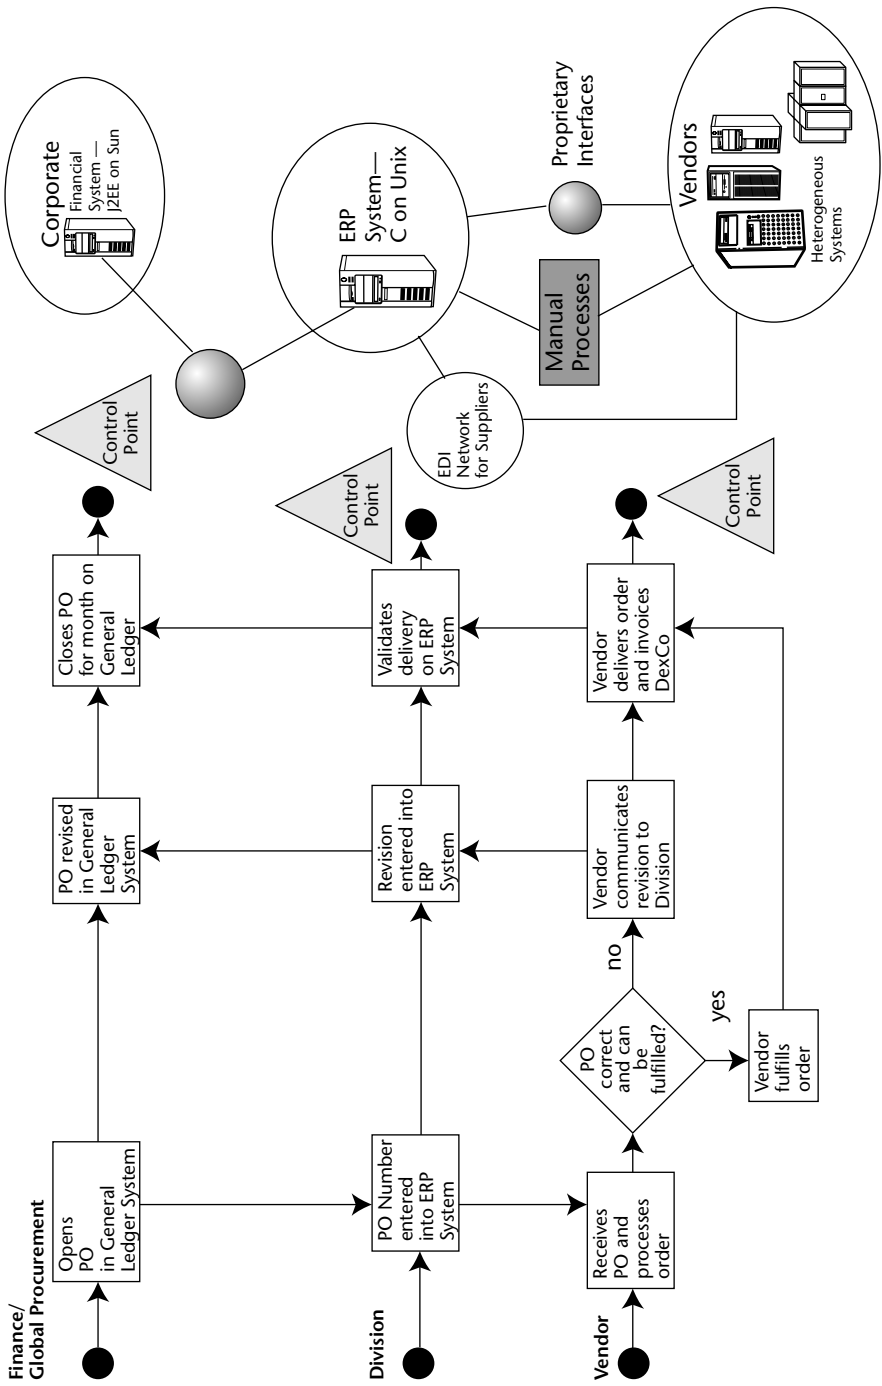 Finance/
Global Procurement
Opens
PO
in General
Ledger System
PO revised
in General
Ledger
System
Closes PO
for month on
General
Ledger
Control
Point
Corporate
Financial
System —
J2EE on Sun
Division
PO Number
entered
into ERP
System
Revision
entered into
ERP
System
Validates
delivery
on ERP
System
Control
Point
EDI
Network
for Suppliers
ERP
System—
C on Unix
Manual
Processes
Proprietary
Interfaces
Vendor
Receives
PO and
processes
order
PO
correct
and can
be
fulfilled?
no
yes
Vendor
fulfills
order
Vendor
communicates
revision to
Division
Vendor
delivers order
and invoices
DexCo
Control
Point
Vendors
Heterogeneous
Systems